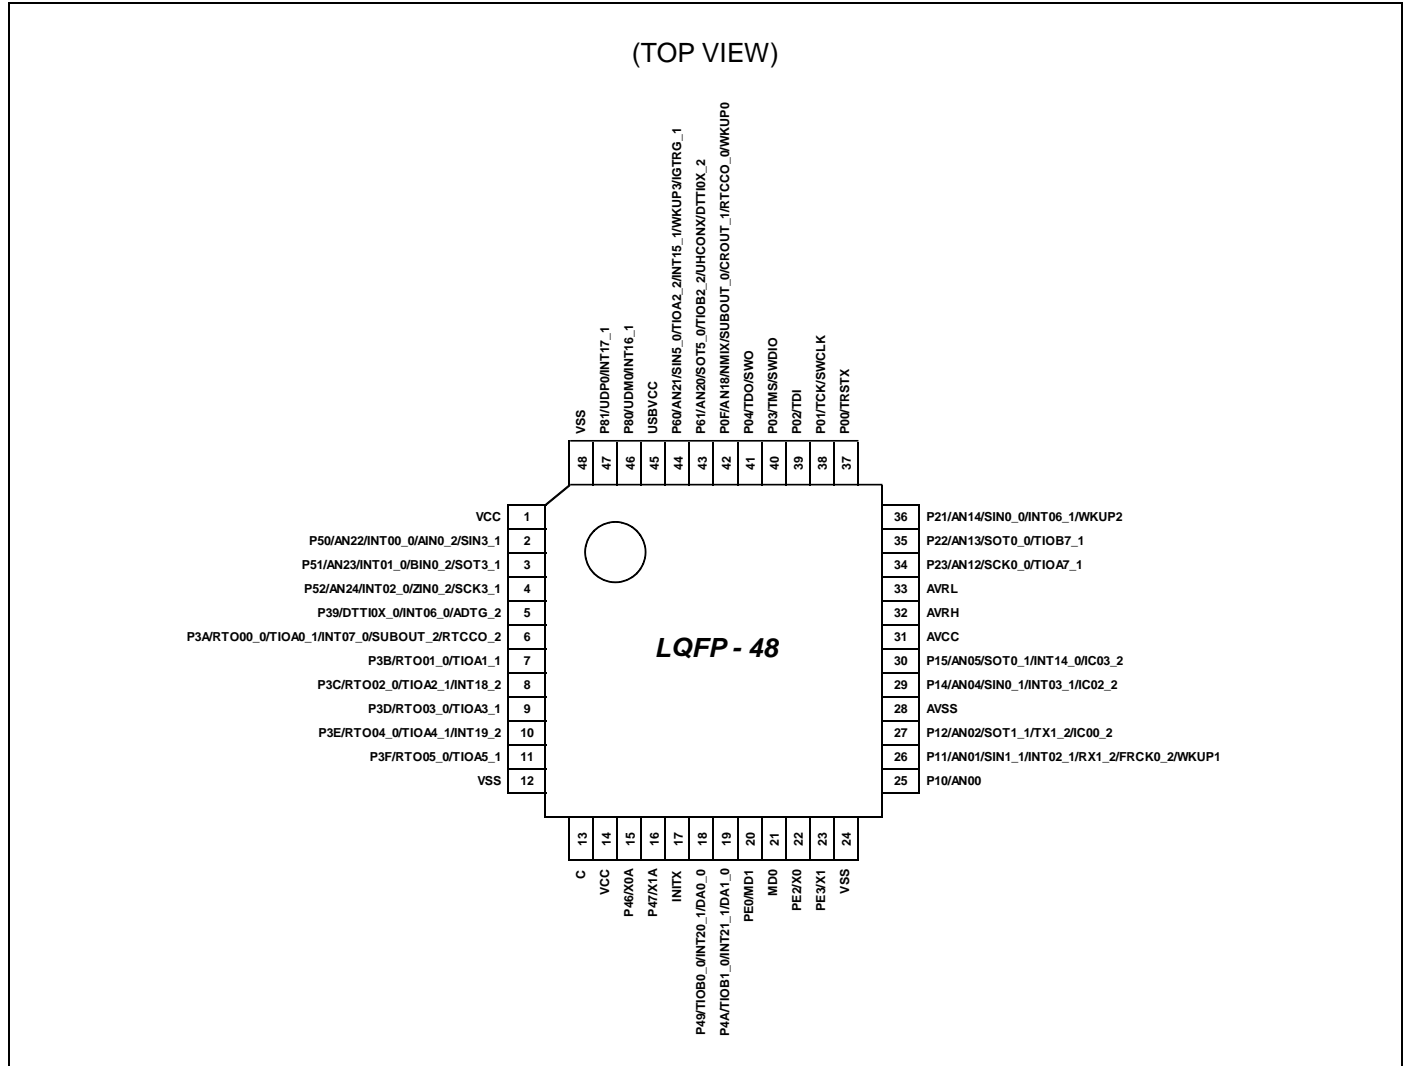 (TOP VIEW)
VSS
P81/UDP0/INT17_1
P80/UDM0/INT16_1
USBVCC
P60/AN21/SIN5_0/TIOA2_2/INT15_1/WKUP3/IGTRG_1
P61/AN20/SOT5_0/TIOB2_2/UHCONX/DTTI0X_2
P0F/AN18/NMIX/SUBOUT_0/CROUT_1/RTCCO_0/WKUP0
P04/TDO/SWO
P03/TMS/SWDIO
P02/TDI
P01/TCK/SWCLK
P00/TRSTX
48
47
46
45
44
43
42
41
40
39
38
37
VCC 1
P50/AN22/INT00_0/AIN0_2/SIN3_1 2
P51/AN23/INT01_0/BIN0_2/SOT3_1 3
P52/AN24/INT02_0/ZIN0_2/SCK3_1 4
P39/DTTI0X_0/INT06_0/ADTG_2 5
P3A/RTO00_0/TIOA0_1/INT07_0/SUBOUT_2/RTCCO_2 6
P3B/RTO01_0/TIOA1_1 7
P3C/RTO02_0/TIOA2_1/INT18_2 8
P3D/RTO03_0/TIOA3_1 9
P3E/RTO04_0/TIOA4_1/INT19_2 10
P3F/RTO05_0/TIOA5_1 11
VSS 12
LQFP - 48
36 P21/AN14/SIN0_0/INT06_1/WKUP2
35 P22/AN13/SOT0_0/TIOB7_1
34 P23/AN12/SCK0_0/TIOA7_1
33 AVRL
32 AVRH
31 AVCC
30 P15/AN05/SOT0_1/INT14_0/IC03_2
29 P14/AN04/SIN0_1/INT03_1/IC02_2
28 AVSS
27 P12/AN02/SOT1_1/TX1_2/IC00_2
26 P11/AN01/SIN1_1/INT02_1/RX1_2/FRCK0_2/WKUP1
25 P10/AN00
13
14
15
16
17
18
19
20
21
22
23
24
C
VCC
P46/X0A
P47/X1A
INITX
P49/TIOB0_0/INT20_1/DA0_0
P4A/TIOB1_0/INT21_1/DA1_0
PE0/MD1
MD0
PE2/X0
PE3/X1
VSS